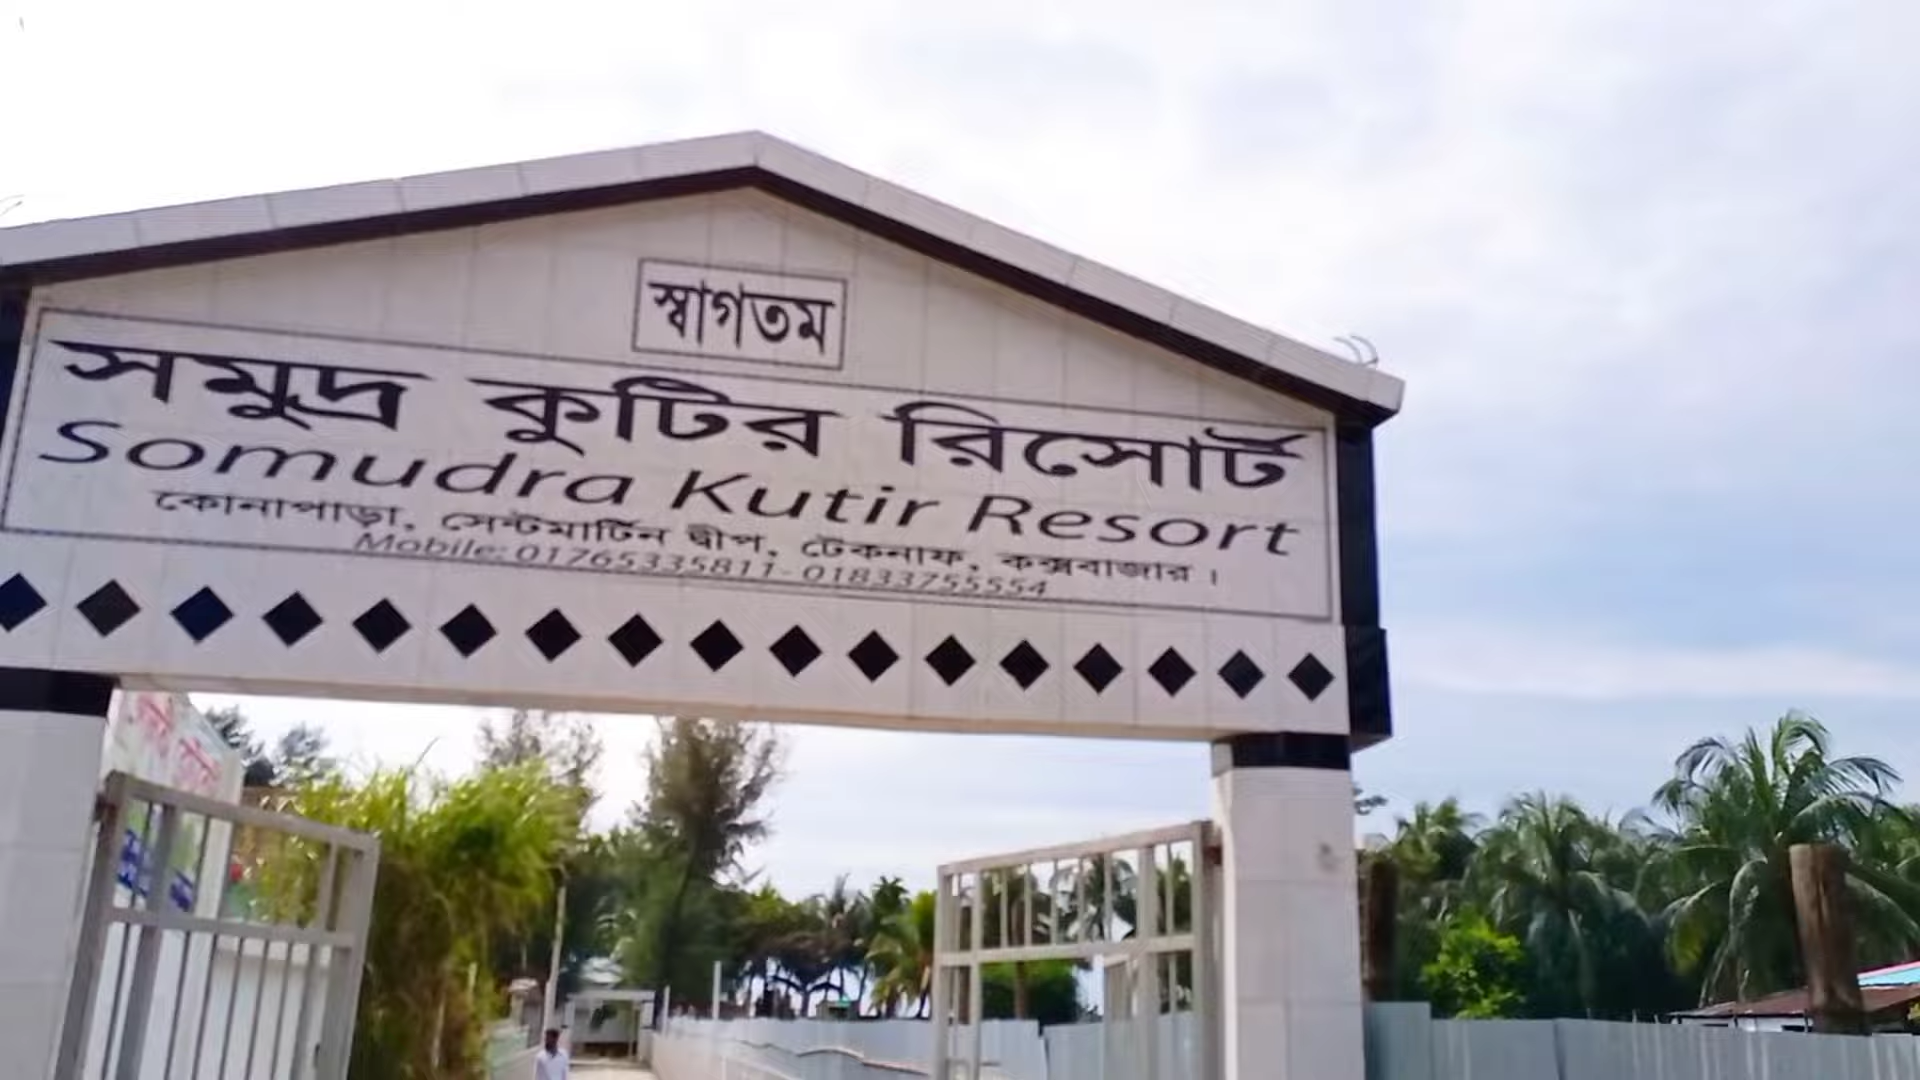 স্বাগতম
সমুদ্র কুটির রিসোর্ট
Somudra Kutir Resort
কোনাপাড়া, সেন্টমার্টিন দ্বীপ, টেকনাফ, কক্সবাজার ।
Mobile: 01765335811- 01833755554